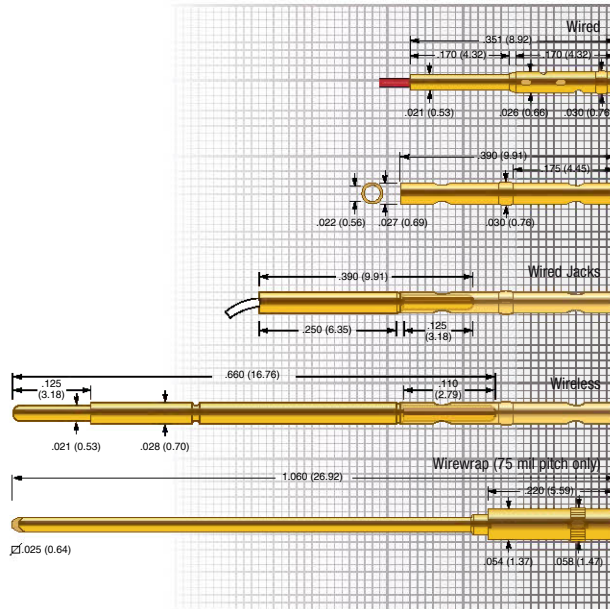 Wired
.351 (8.92)
.170 (4.32) .170 (4.32)
.021 (0.53) .026 (0.66) .030 (0.76
.390 (9.91)
.175 (4.45)
.022 (0.56) .027 (0.69) .030 (0.76)
Wired Jacks
.390 (9.91)
.250 (6.35) .125
(3.18)
.660 (16.76)
Wireless
.125
(3.18)
.110
(2.79)
.021 (0.53) .028 (0.70)
Wirewrap (75 mil pitch only)
1.060 (26.92)
.220 (5.59)
.025 (0.64)
.054 (1.37) .058 (1.47)